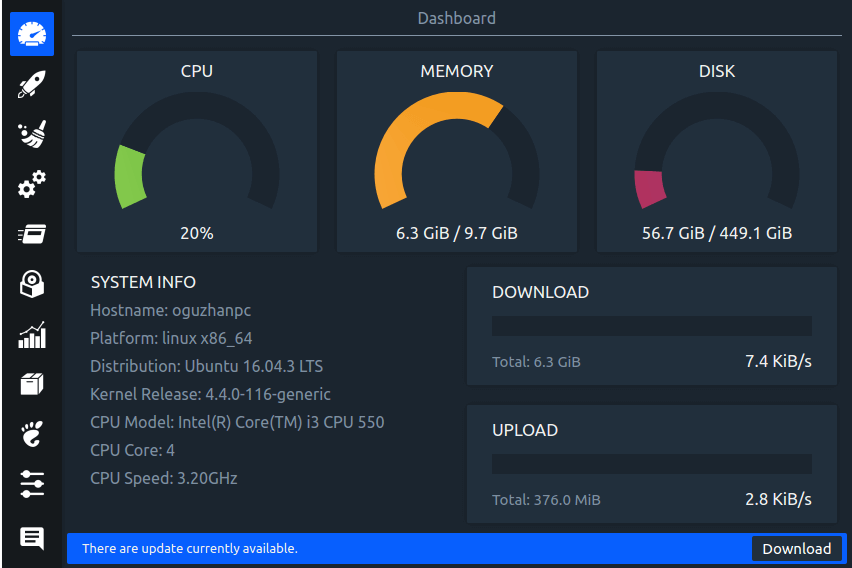 Dashboard
CPU
MEMORY
DISK
20%
6.3 GiB / 9.7 GiB
56.7 GiB / 449.1 GiB
SYSTEM INFO
Hostname: oguzhanpc
Platform: linux x86_64
Distribution: Ubuntu 16.04.3 LTS
Kernel Release: 4.4.0-116-generic
CPU Model: Intel(R) Core(TM) i3 CPU 550
CPU Core: 4
CPU Speed: 3.20GHz
DOWNLOAD
Total: 6.3 GiB
7.4 KiB/s
UPLOAD
Total: 376.0 MiB
2.8 KiB/s
There are update currently available.
Download